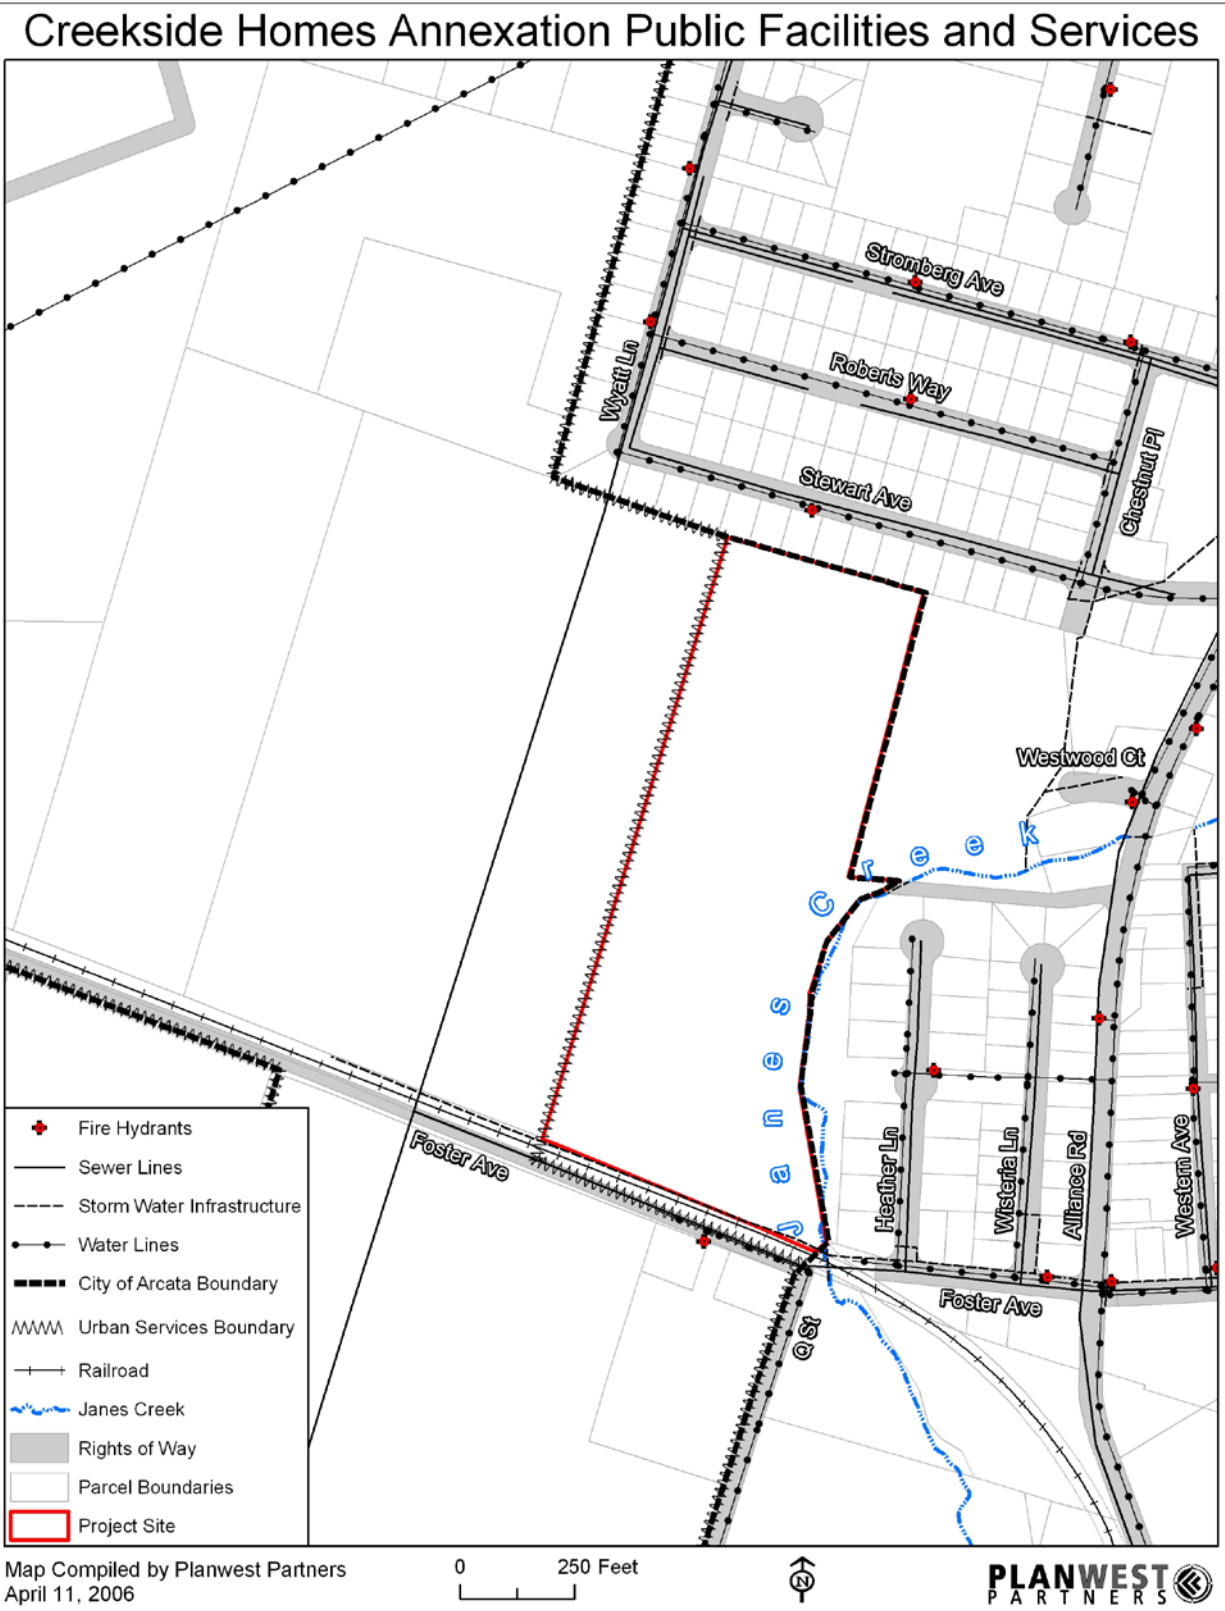 Creekside Homes Annexation Public Facilities and Services
Stromberg Ave
Wyatt Ln
Roberts Way
Chestnut Pl
Stewart Ave
Westwood Ct
Janes Creek
Heather Ln
Wisteria Ln
Alliance Rd
Western Ave
Foster Ave
Foster Ave
Q St
Fire Hydrants
Sewer Lines
Storm Water Infrastructure
Water Lines
City of Arcata Boundary
Urban Services Boundary
Railroad
Janes Creek
Rights of Way
Parcel Boundaries
Project Site
Map Compiled by Planwest Partners
April 11, 2006
0 250 Feet
N
PLANWEST
PARTNERS